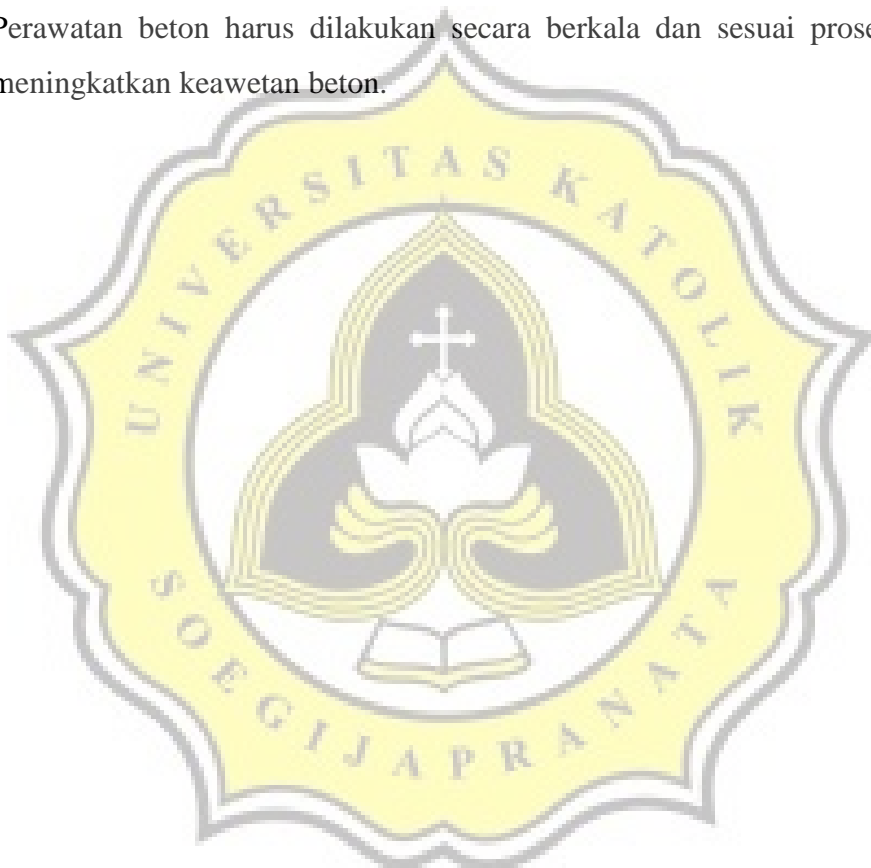 Perawatan beton harus dilakukan secara berkala dan sesuai prose
meningkatkan keawetan beton.
UNIVERSITAS KATOLIK
SOEGIJAPRANATA